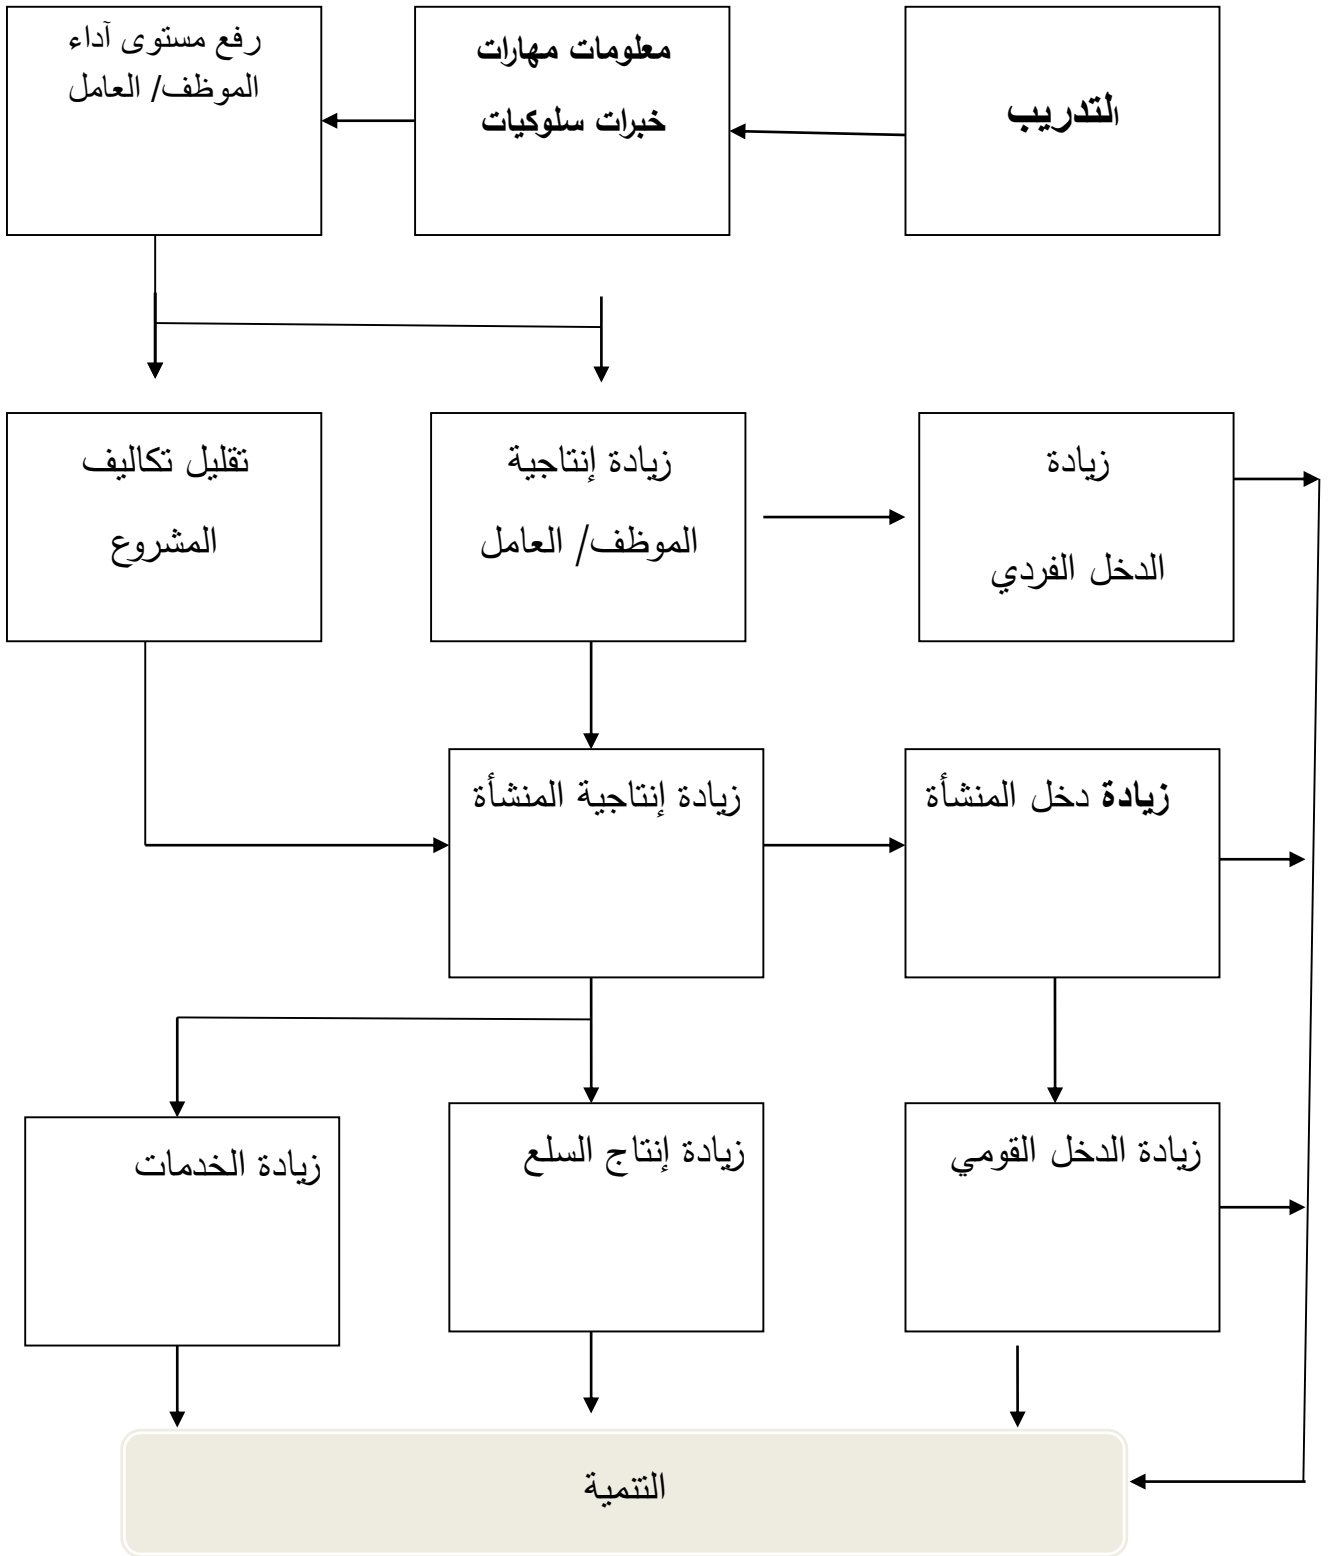 التدريب
معلومات مهارات
خبرات سلوكيات
رفع مستوى آداء
الموظف/ العامل
زيادة
الدخل الفردي
زيادة إنتاجية
الموظف/ العامل
تقليل تكاليف
المشروع
زيادة دخل المنشأة
زيادة إنتاجية المنشأة
زيادة الدخل القومي
زيادة إنتاج السلع
زيادة الخدمات
التنمية